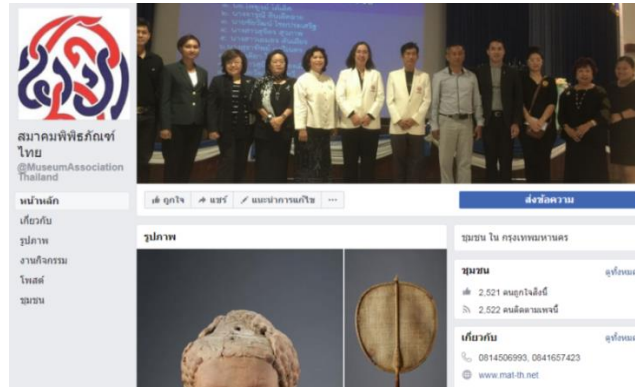 สมาคมพิพิธภัณฑ์
ไทย
@MuseumAssociation
Thailand
หน้าหลัก
เกี่ยวกับ
รูปภาพ
งานกิจกรรม
โพสต์
ชุมชน
ถูกใจ แชร์ แนะนำการแก้ไข ...
ส่งข้อความ
รูปภาพ
ชุมชน ใน กรุงเทพมหานคร
ชุมชน ดูทั้งหมด
2,521 คนถูกใจสิ่งนี้
2,522 คนติดตามเพจนี้
เกี่ยวกับ ดูทั้งหมด
0814506993, 0841657423
www.mat-th.net